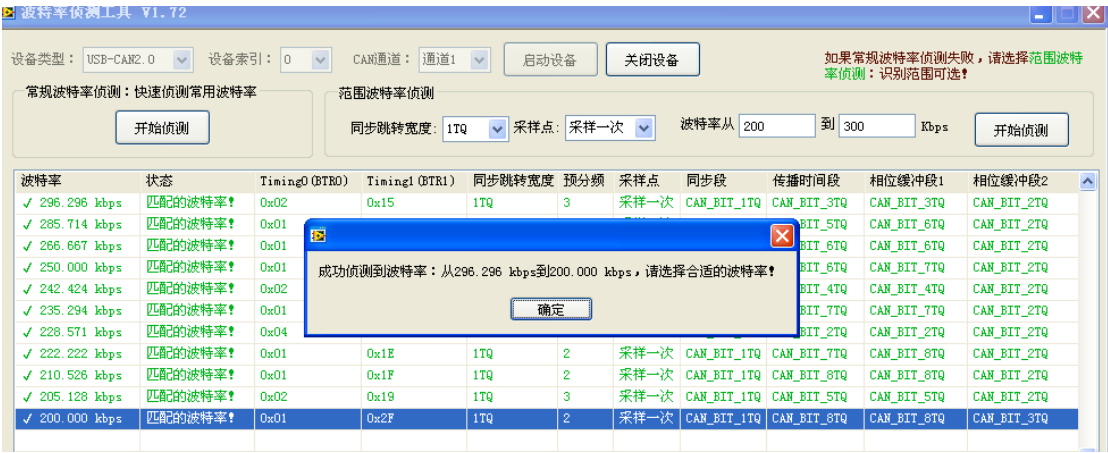 波特率侦测工具 V1.72
设备类型： USB-CAN2.0 设备索引： 0 CAN通道： 通道1 启动设备 关闭设备 如果常规波特率侦测失败，请选择范围波特
率侦测：识别范围可选！
常规波特率侦测：快速侦测常用波特率 范围波特率侦测
开始侦测 同步跳转宽度： 1TQ 采样点： 采样一次 波特率从 200 到 300 Kbps 开始侦测
波特率 状态 Timing0(BTR0) Timing1(BTR1) 同步跳转宽度 预分频 采样点 同步段 传播时间段 相位缓冲段1 相位缓冲段2
√ 296.296 kbps 匹配的波特率！ 0x02 0x15 1TQ 3 采样一次 CAN_BIT_1TQ CAN_BIT_3TQ CAN_BIT_3TQ CAN_BIT_2TQ
√ 285.714 kbps 匹配的波特率！ 0x01 BIT_5TQ CAN_BIT_6TQ CAN_BIT_2TQ
√ 266.667 kbps 匹配的波特率！ 0x01 BIT_6TQ CAN_BIT_6TQ CAN_BIT_2TQ
√ 250.000 kbps 匹配的波特率！ 0x01 BIT_6TQ CAN_BIT_7TQ CAN_BIT_2TQ
√ 242.424 kbps 匹配的波特率！ 0x02 BIT_4TQ CAN_BIT_4TQ CAN_BIT_2TQ
√ 235.294 kbps 匹配的波特率！ 0x01 BIT_7TQ CAN_BIT_7TQ CAN_BIT_2TQ
√ 228.571 kbps 匹配的波特率！ 0x04 BIT_2TQ CAN_BIT_2TQ CAN_BIT_2TQ
√ 222.222 kbps 匹配的波特率！ 0x01 0x1E 1TQ 2 采样一次 CAN_BIT_1TQ CAN_BIT_7TQ CAN_BIT_8TQ CAN_BIT_2TQ
√ 210.526 kbps 匹配的波特率！ 0x01 0x1F 1TQ 2 采样一次 CAN_BIT_1TQ CAN_BIT_8TQ CAN_BIT_8TQ CAN_BIT_2TQ
√ 205.128 kbps 匹配的波特率！ 0x02 0x19 1TQ 3 采样一次 CAN_BIT_1TQ CAN_BIT_5TQ CAN_BIT_5TQ CAN_BIT_2TQ
√ 200.000 kbps 匹配的波特率！ 0x01 0x2F 1TQ 2 采样一次 CAN_BIT_1TQ CAN_BIT_8TQ CAN_BIT_8TQ CAN_BIT_3TQ
成功侦测到波特率：从296.296 kbps到200.000 kbps，请选择合适的波特率！
确定